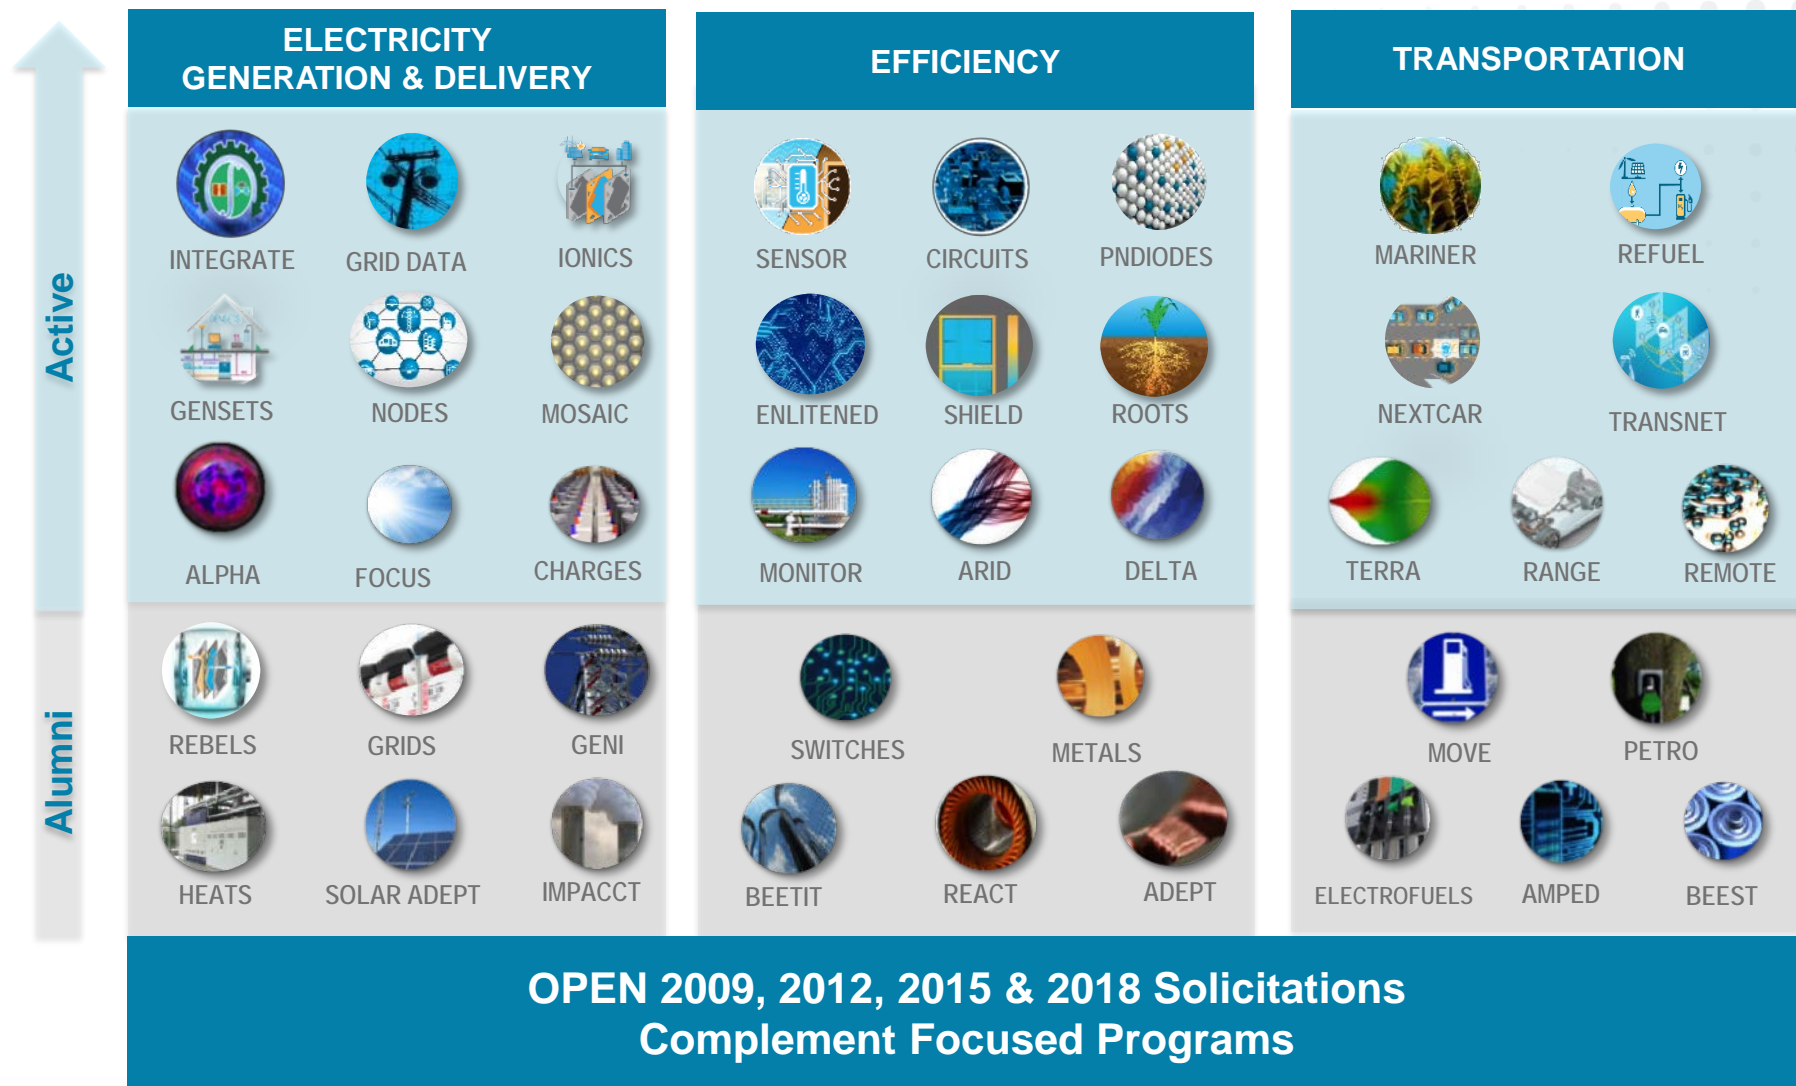 ELECTRICITY
GENERATION & DELIVERY
EFFICIENCY
TRANSPORTATION
Active
INTEGRATE
GRID DATA
IONICS
SENSOR
CIRCUITS
PNDIODES
MARINER
REFUEL
GENSETS
NODES
MOSAIC
ENLITENED
SHIELD
ROOTS
NEXTCAR
TRANSNET
ALPHA
FOCUS
CHARGES
MONITOR
ARID
DELTA
TERRA
RANGE
REMOTE
Alumni
REBELS
GRIDS
GENI
SWITCHES
METALS
MOVE
PETRO
HEATS
SOLAR ADEPT
IMPACCT
BEETIT
REACT
ADEPT
ELECTROFUELS
AMPED
BEEST
OPEN 2009, 2012, 2015 & 2018 Solicitations
Complement Focused Programs